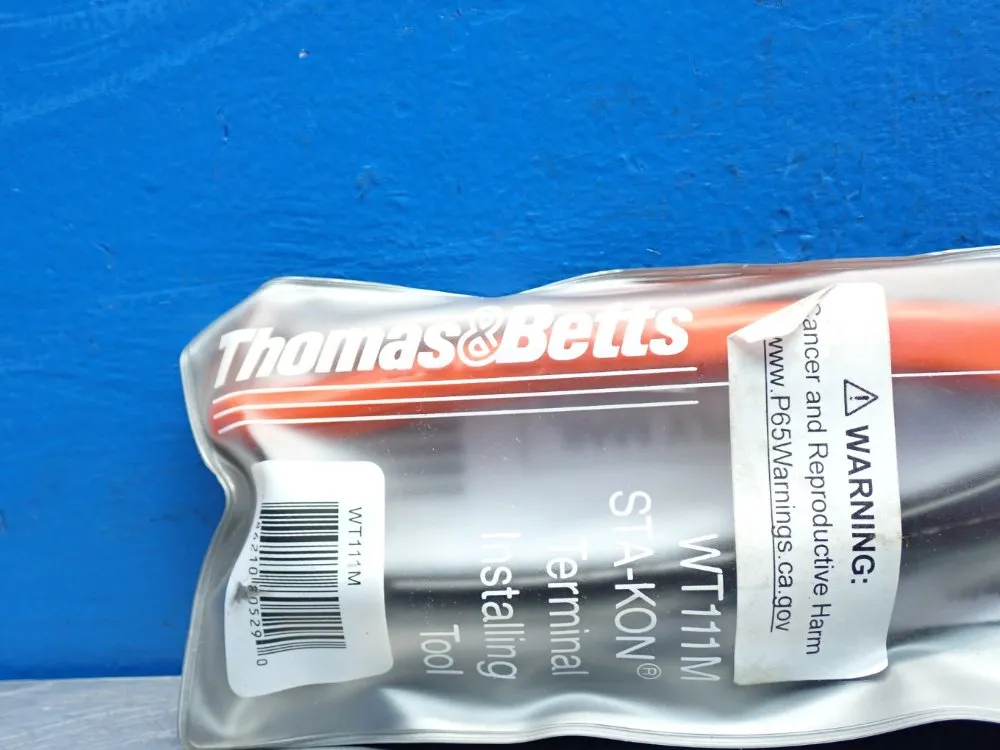 Thomas&Betts
WT111M
STA-KON®
Terminal
Installing
Tool
WT111M
⚠ WARNING:
Cancer and Reproductive Harm
www.P65Warnings.ca.gov